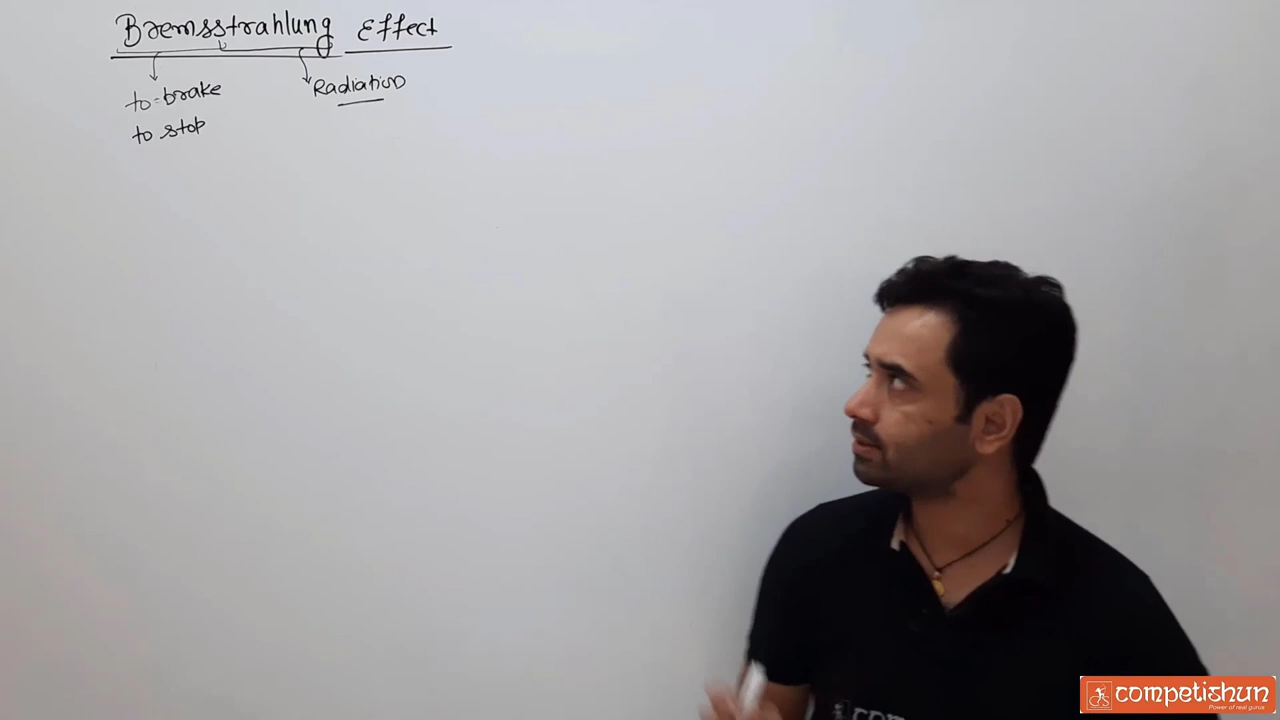 Bremsstrahlung Effect
to brake Radiation
to stop
competishun
Power of real gurus